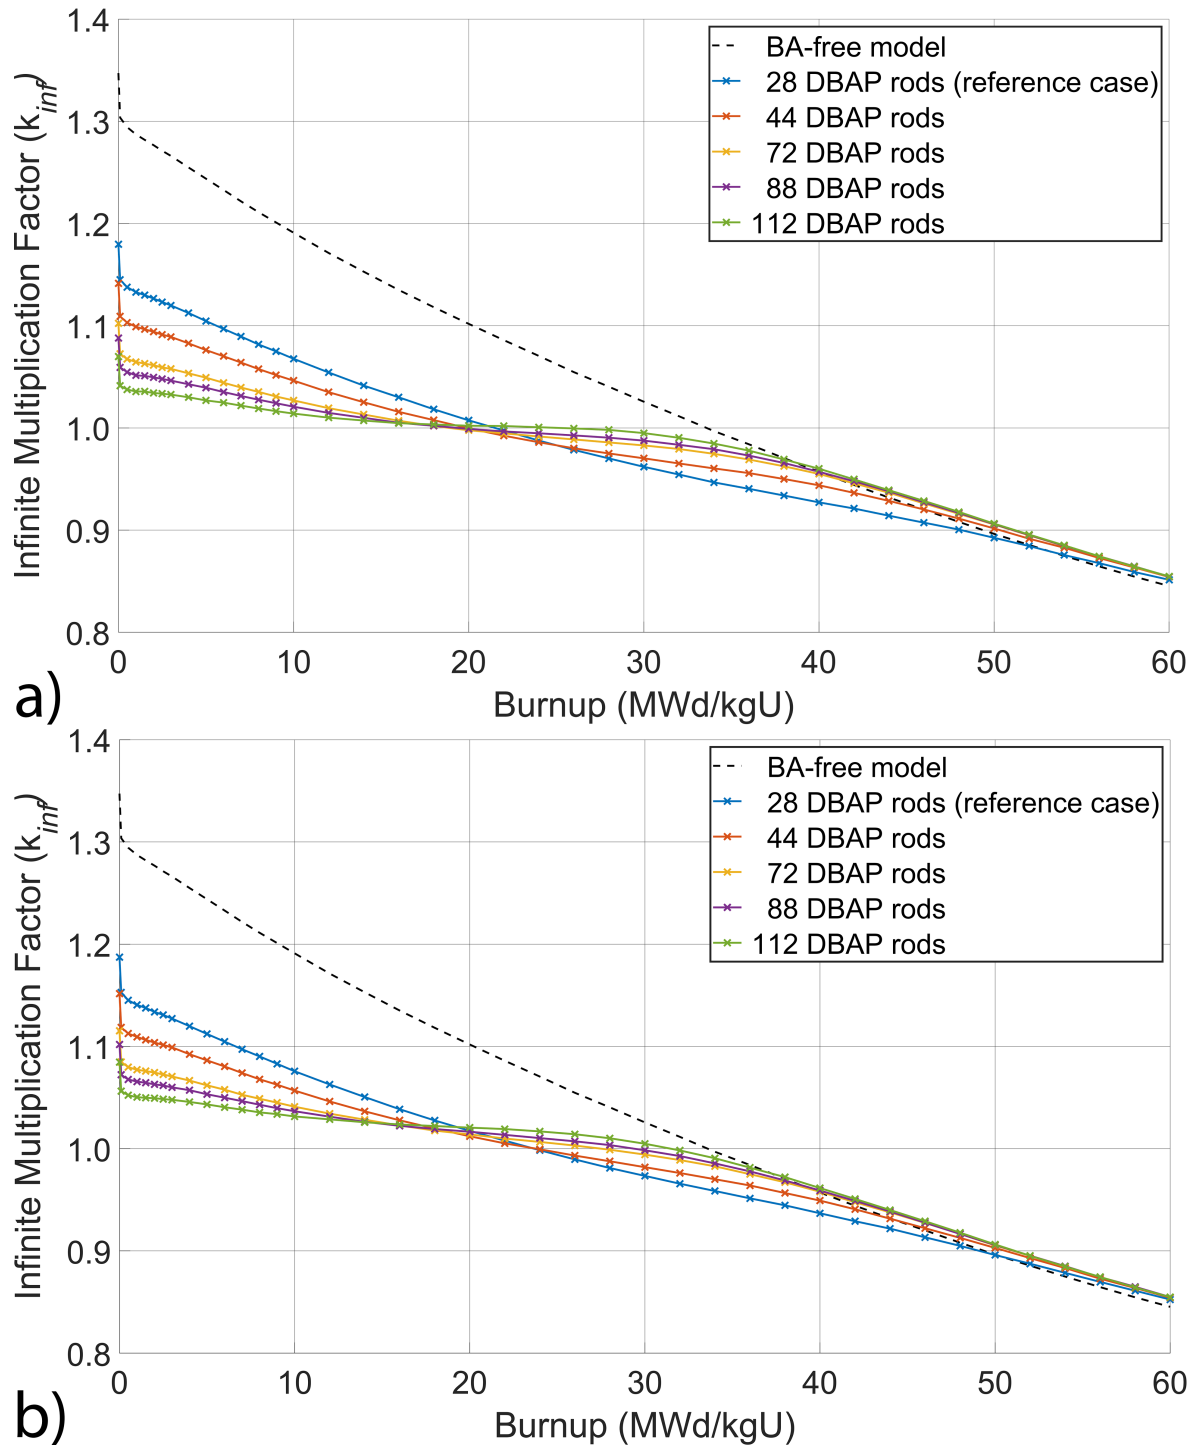 1.4
1.3
1.2
1.1
1.0
0.9
0.8
Infinite Multiplication Factor (k_inf)
BA-free model
28 DBAP rods (reference case)
44 DBAP rods
72 DBAP rods
88 DBAP rods
112 DBAP rods
0 10 20 30 40 50 60
Burnup (MWd/kgU)
a)
1.4
1.3
1.2
1.1
1.0
0.9
0.8
Infinite Multiplication Factor (k_inf)
BA-free model
28 DBAP rods (reference case)
44 DBAP rods
72 DBAP rods
88 DBAP rods
112 DBAP rods
0 10 20 30 40 50 60
Burnup (MWd/kgU)
b)